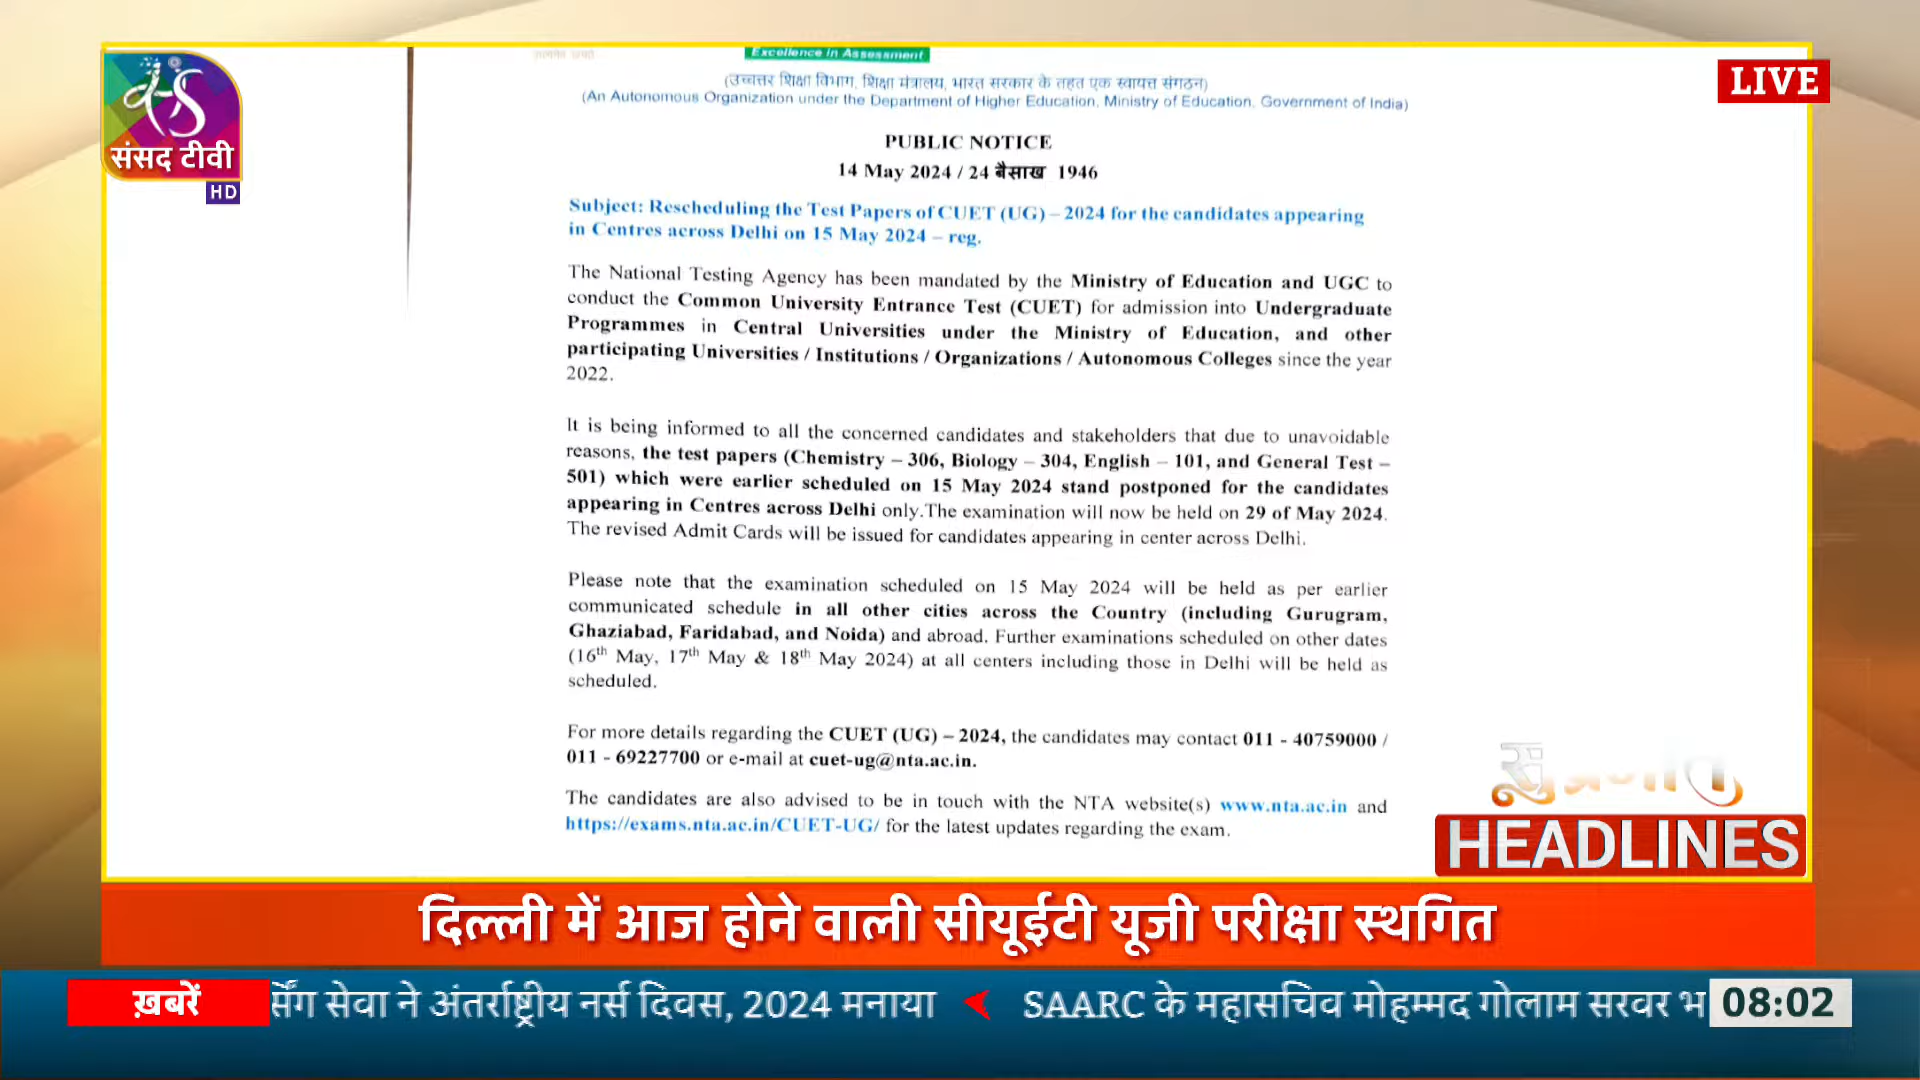 Excellence in Assessment
(उच्चत्तर शिक्षा विभाग, शिक्षा मंत्रालय, भारत सरकार के तहत एक स्वायत्त संगठन)
(An Autonomous Organization under the Department of Higher Education, Ministry of Education, Government of India)
संसद टीवी
HD
LIVE
PUBLIC NOTICE
14 May 2024 / 24 बैसाख 1946
Subject: Rescheduling the Test Papers of CUET (UG) – 2024 for the candidates appearing
in Centres across Delhi on 15 May 2024 – reg.
The National Testing Agency has been mandated by the Ministry of Education and UGC to
conduct the Common University Entrance Test (CUET) for admission into Undergraduate
Programmes in Central Universities under the Ministry of Education, and other
participating Universities / Institutions / Organizations / Autonomous Colleges since the year
2022.
It is being informed to all the concerned candidates and stakeholders that due to unavoidable
reasons, the test papers (Chemistry – 306, Biology – 304, English – 101, and General Test –
501) which were earlier scheduled on 15 May 2024 stand postponed for the candidates
appearing in Centres across Delhi only.The examination will now be held on 29 of May 2024.
The revised Admit Cards will be issued for candidates appearing in center across Delhi.
Please note that the examination scheduled on 15 May 2024 will be held as per earlier
communicated schedule in all other cities across the Country (including Gurugram,
Ghaziabad, Faridabad, and Noida) and abroad. Further examinations scheduled on other dates
(16th May, 17th May & 18th May 2024) at all centers including those in Delhi will be held as
scheduled.
For more details regarding the CUET (UG) – 2024, the candidates may contact 011 - 40759000 /
011 - 69227700 or e-mail at cuet-ug@nta.ac.in.
The candidates are also advised to be in touch with the NTA website(s) www.nta.ac.in and
https://exams.nta.ac.in/CUET-UG/ for the latest updates regarding the exam.
सुप्रभात
HEADLINES
दिल्ली में आज होने वाली सीयूईटी यूजी परीक्षा स्थगित
ख़बरें
सेवा ने अंतर्राष्ट्रीय नर्स दिवस, 2024 मनाया SAARC के महासचिव मोहम्मद गोलाम सरवर भ
08:02